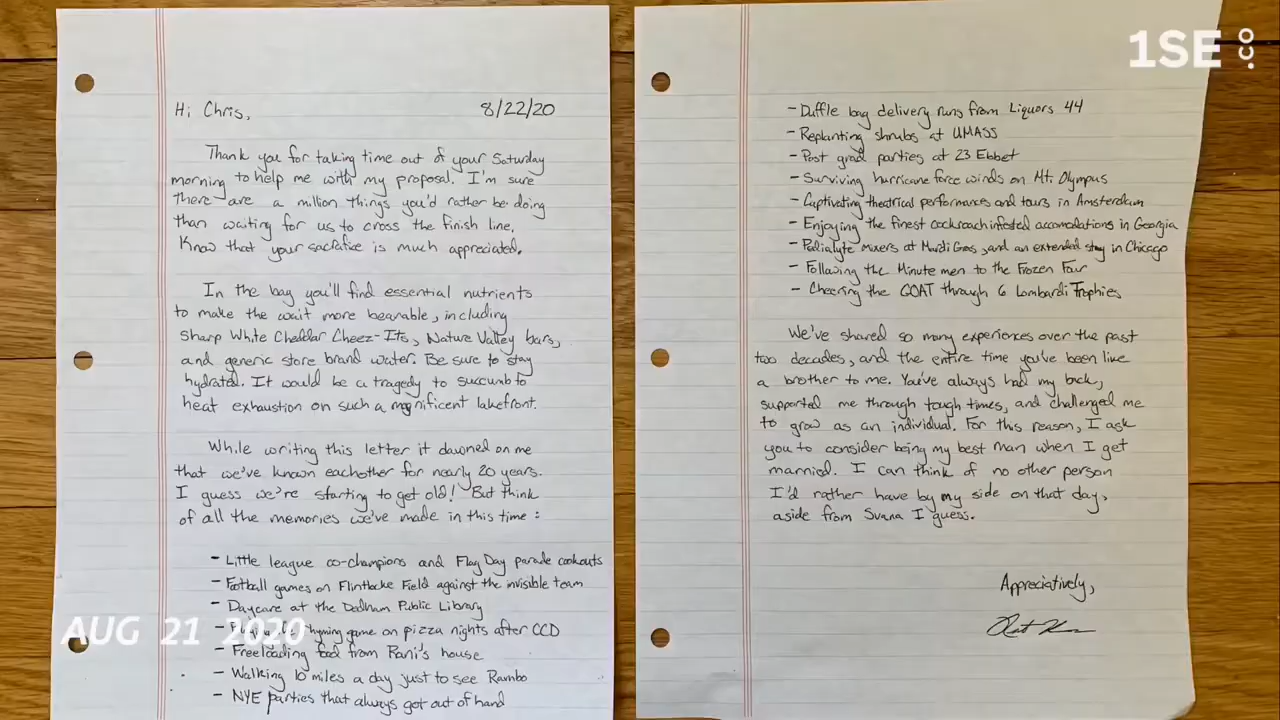 Hi Chris,
8/22/20
Thank you for taking time out of your Saturday
morning to help me with my proposal. I'm sure
there are a million things you'd rather be doing
than waiting for us to cross the finish line,
Know that your sacrafice is much appreciated.
In the bag you'll find essential nutrients
to make the wait more bearable, including
Sharp White Cheddar Cheez-Its, Nature Valley bars,
and generic store brand water. Be sure to stay
hydrated. It would be a tragedy to succumb to
heat exhaustion on such a magnificent lakefront.
While writing this letter it dawned on me
that we've known eachother for nearly 20 years.
I guess we're starting to get old! But think
of all the memories we've made in this time:
- Little league co-champions and Flag Day parade cookouts
- Football games on Flintlocke Field against the invisible team
- Daycare at the Dedham Public Library
rhyming game on pizza nights after CCD
- Freeloading food from Rani's house
- Walking 10 miles a day just to see Rambo
- NYE parties that always got out of hand
- Duffle bag delivery runs from Liquors 44
- Replanting shrubs at UMASS
- Post grad parties at 23 Ebbet
- Surviving hurricane force winds on Mt. Olympus
- Captivating theatrical performances and tours in Amsterdam
- Enjoying the finest cockroach infested accomodations in Georgia
- Pedialyte mixers at Mardi Gras, and an extended stay in Chicago
- Following the Minute men to the Frozen Four
- Cheering the GOAT through 6 Lombardi Trophies
We've shared so many experiences over the past
two decades, and the entire time you've been like
a brother to me. You've always had my back,
supported me through tough times, and challenged me
to grow as an individual. For this reason, I ask
you to consider being my best man when I get
married. I can think of no other person
I'd rather have by my side on that day,
aside from Svana I guess.
Appreciatively,
AUG 21 2020
1SE.co